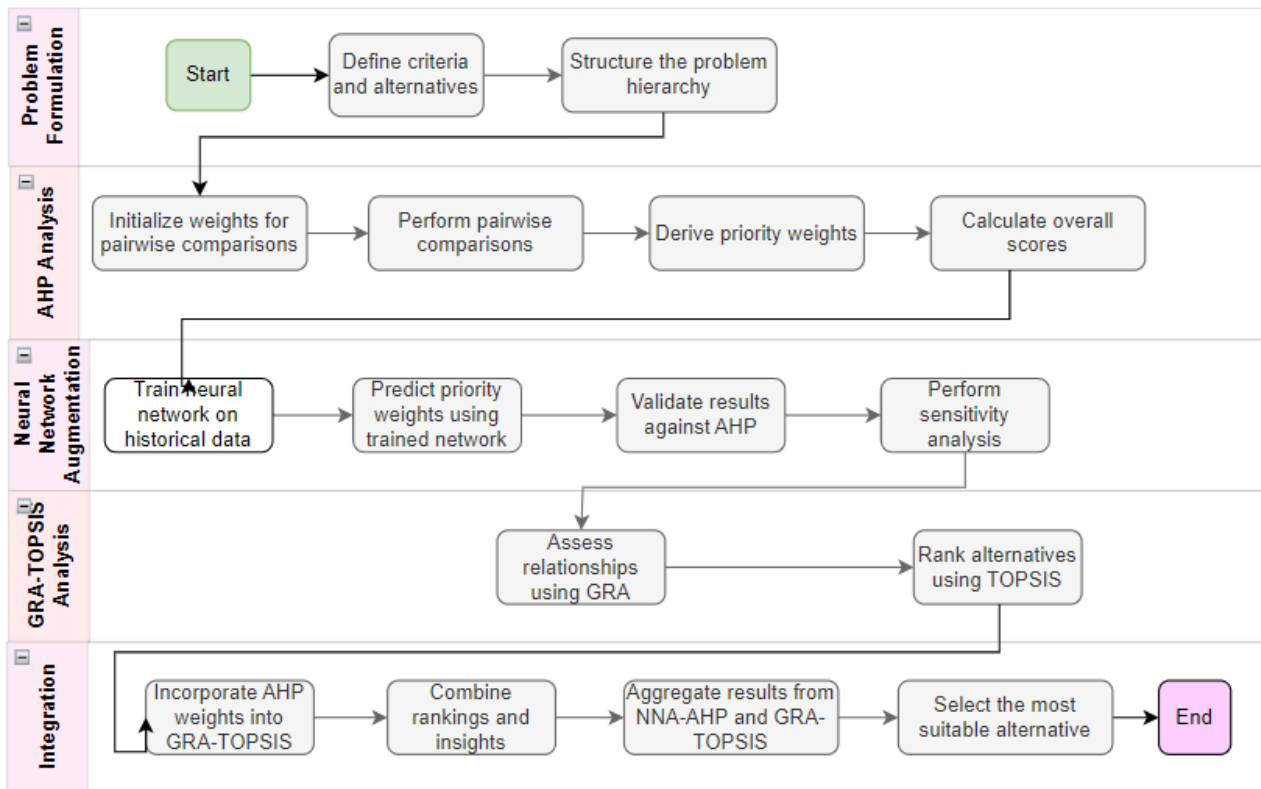 Problem
Formulation
Start
Define criteria
and alternatives
Structure the problem
hierarchy
AHP Analysis
Initialize weights for
pairwise comparisons
Perform pairwise
comparisons
Derive priority weights
Calculate overall
scores
Neural
Network
Augmentation
Train neural
network on
historical data
Predict priority
weights using
trained network
Validate results
against AHP
Perform
sensitivity
analysis
GRA-TOPSIS
Analysis
Assess
relationships
using GRA
Rank alternatives
using TOPSIS
Integration
Incorporate AHP
weights into
GRA-TOPSIS
Combine
rankings and
insights
Aggregate results from
NNA-AHP and GRA-
TOPSIS
Select the most
suitable alternative
End